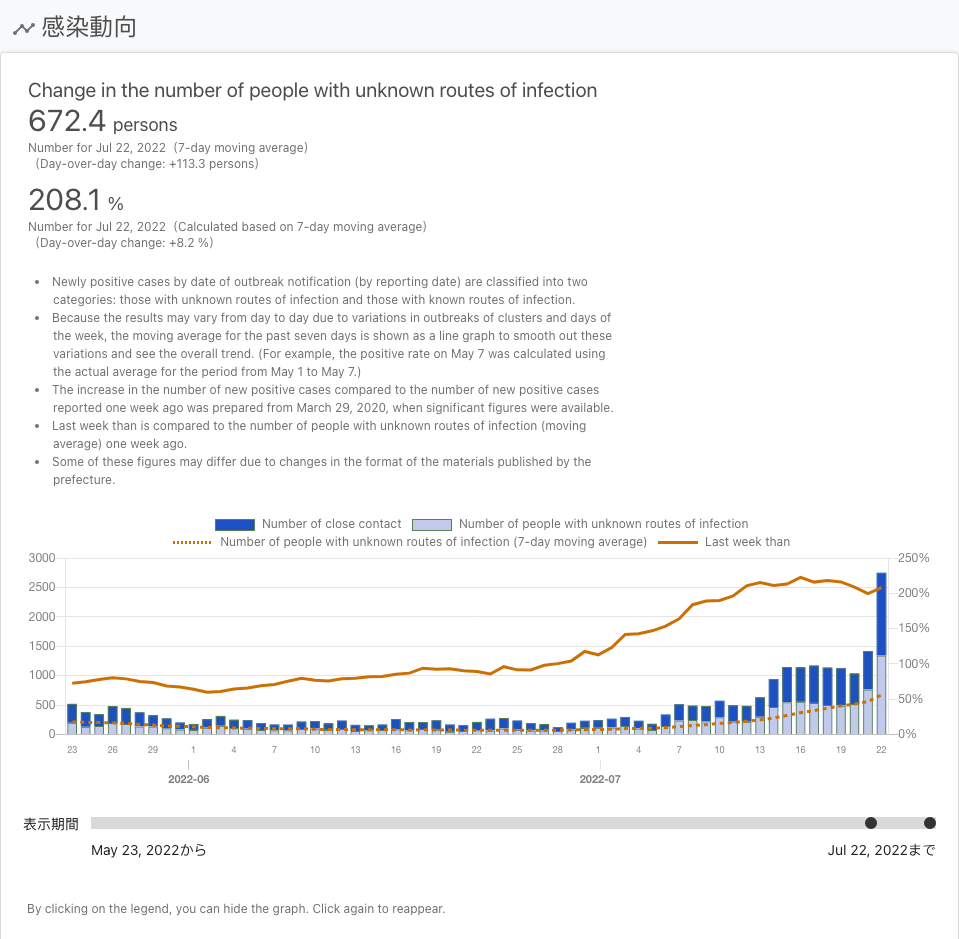 感染動向
Change in the number of people with unknown routes of infection
672.4 persons
Number for Jul 22, 2022 (7-day moving average)
(Day-over-day change: +113.3 persons)
208.1 %
Number for Jul 22, 2022 (Calculated based on 7-day moving average)
(Day-over-day change: +8.2 %)
• Newly positive cases by date of outbreak notification (by reporting date) are classified into two
categories: those with unknown routes of infection and those with known routes of infection.
• Because the results may vary from day to day due to variations in outbreaks of clusters and days of
the week, the moving average for the past seven days is shown as a line graph to smooth out these
variations and see the overall trend. (For example, the positive rate on May 7 was calculated using
the actual average for the period from May 1 to May 7.)
• The increase in the number of new positive cases compared to the number of new positive cases
reported one week ago was prepared from March 29, 2020, when significant figures were available.
• Last week than is compared to the number of people with unknown routes of infection (moving
average) one week ago.
• Some of these figures may differ due to changes in the format of the materials published by the
prefecture.
Number of close contact Number of people with unknown routes of infection
Number of people with unknown routes of infection (7-day moving average) Last week than
3000 250%
2500 200%
2000 150%
1500 100%
1000 50%
500 0%
0
23 26 29 1 4 7 10 13 16 19 22 25 28 1 4 7 10 13 16 19 22
2022-06 2022-07
表示期間
May 23, 2022から Jul 22, 2022まで
By clicking on the legend, you can hide the graph. Click again to reappear.